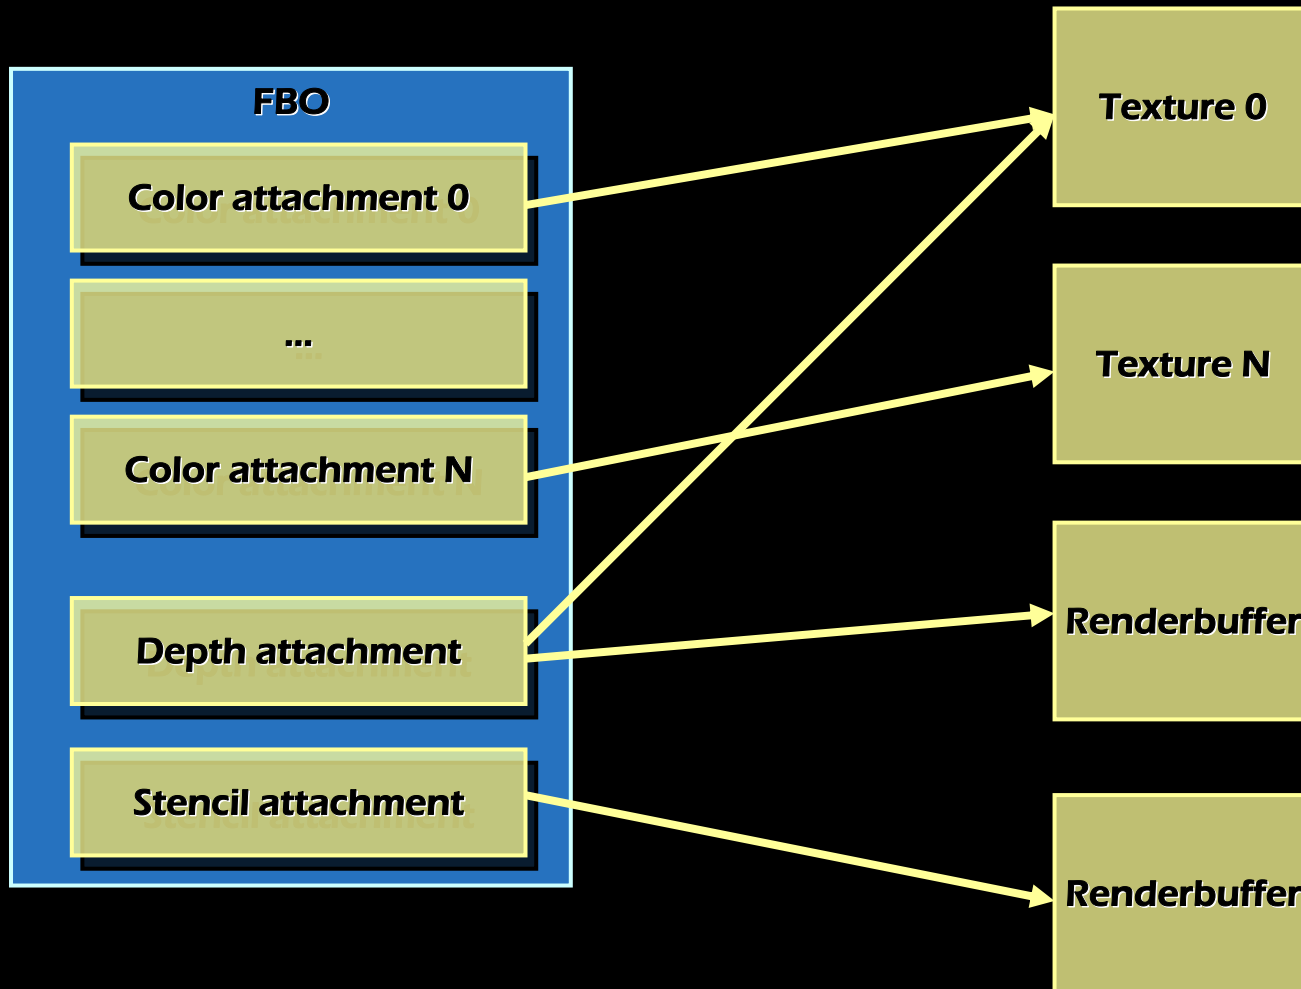 FBO
Color attachment 0
...
Color attachment N
Depth attachment
Stencil attachment
Texture 0
Texture N
Renderbuffer
Renderbuffer